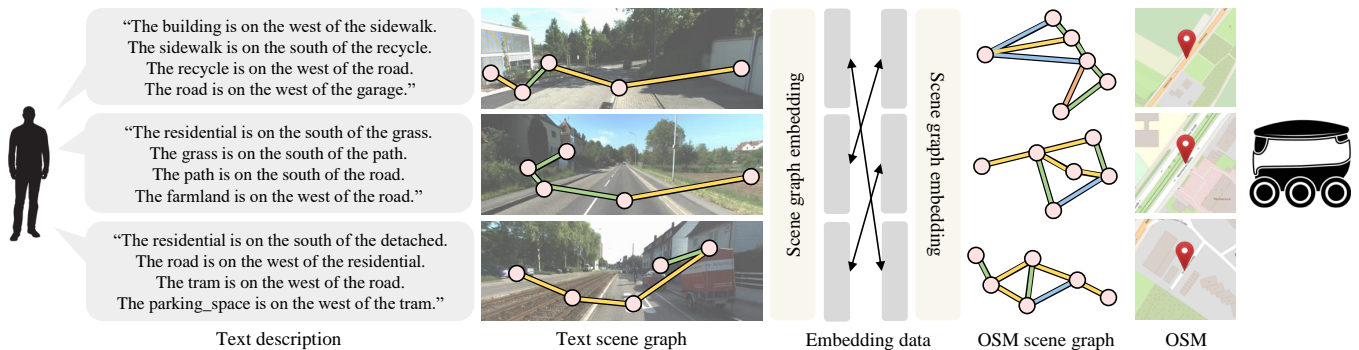 “The building is on the west of the sidewalk.
The sidewalk is on the south of the recycle.
The recycle is on the west of the road.
The road is on the west of the garage.”
“The residential is on the south of the grass.
The grass is on the south of the path.
The path is on the south of the road.
The farmland is on the west of the road.”
“The residential is on the south of the detached.
The road is on the west of the residential.
The tram is on the west of the road.
The parking_space is on the west of the tram.”
Scene graph embedding
Scene graph embedding
Text description
Text scene graph
Embedding data
OSM scene graph
OSM